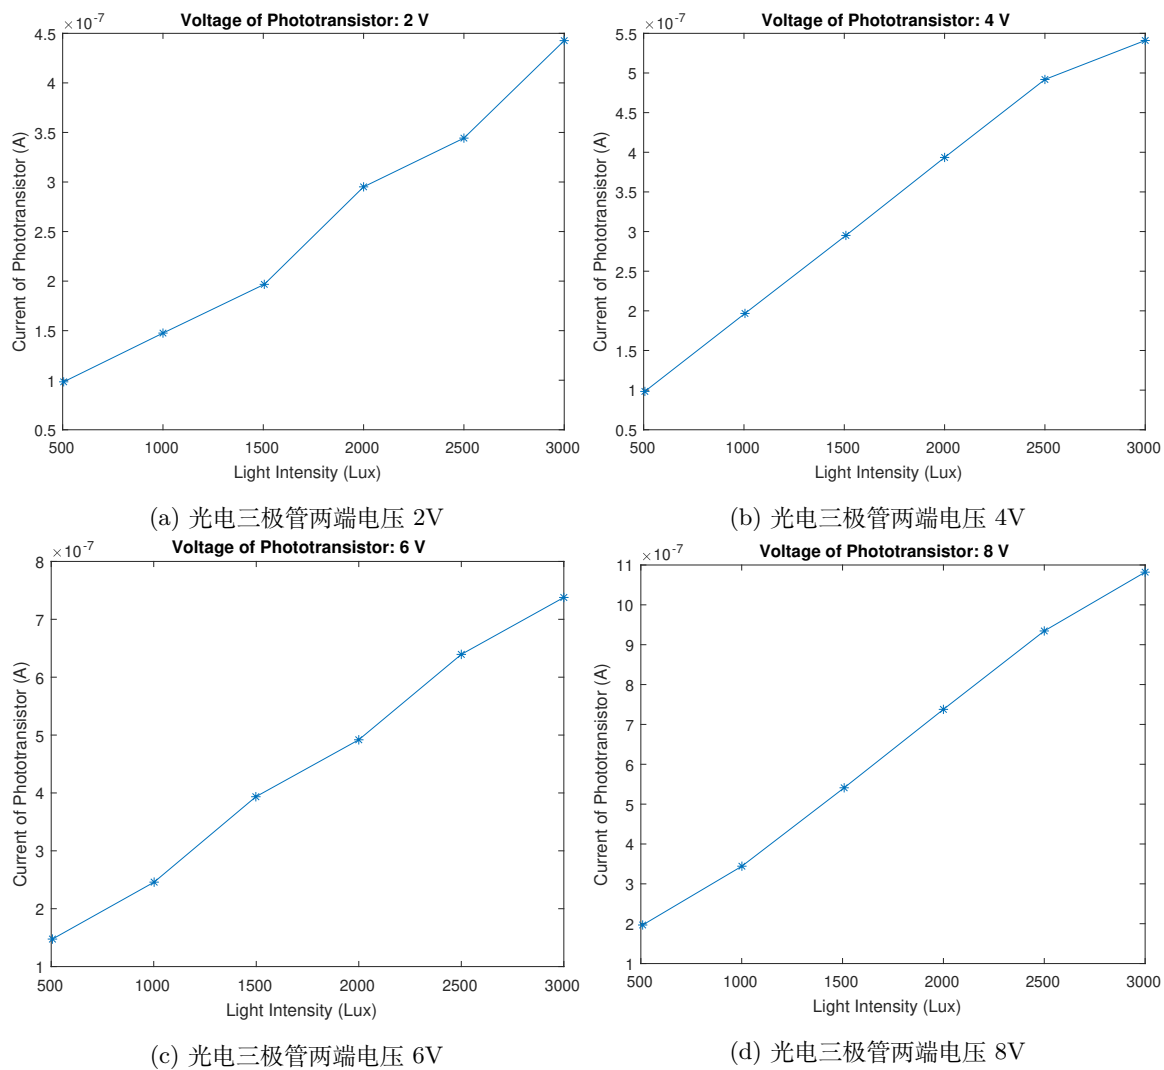 ×10⁻⁷
Voltage of Phototransistor: 2 V
4.5
4
3.5
3
2.5
2
1.5
1
0.5
Current of Phototransistor (A)
500 1000 1500 2000 2500 3000
Light Intensity (Lux)
(a) 光电三极管两端电压 2V
×10⁻⁷
Voltage of Phototransistor: 4 V
5.5
5
4.5
4
3.5
3
2.5
2
1.5
1
0.5
Current of Phototransistor (A)
500 1000 1500 2000 2500 3000
Light Intensity (Lux)
(b) 光电三极管两端电压 4V
×10⁻⁷
Voltage of Phototransistor: 6 V
8
7
6
5
4
3
2
1
Current of Phototransistor (A)
500 1000 1500 2000 2500 3000
Light Intensity (Lux)
(c) 光电三极管两端电压 6V
×10⁻⁷
Voltage of Phototransistor: 8 V
11
10
9
8
7
6
5
4
3
2
1
Current of Phototransistor (A)
500 1000 1500 2000 2500 3000
Light Intensity (Lux)
(d) 光电三极管两端电压 8V